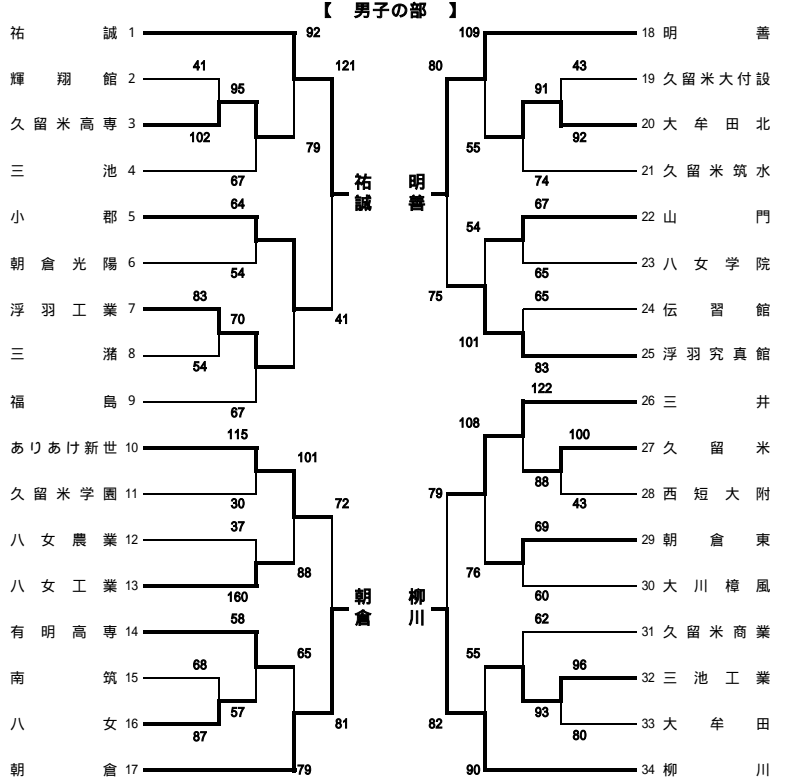 【 男子の部 】
祐誠 1
92
41
輝翔館 2
95
久留米高専 3
102
三池 4
67
79
121
小郡 5
64
朝倉光陽 6
54
浮羽工業 7
83
70
三潴 8
54
福島 9
67
41
祐誠
ありあけ新世 10
115
101
久留米学園 11
30
八女農業 12
37
八女工業 13
160
88
72
有明高専 14
58
65
南筑 15
68
57
八女 16
87
朝倉 17
79
81
朝倉
109
18 明善
80
43
19 久留米大付設
91
20 大牟田北
92
55
21 久留米筑水
74
明善
67
22 山門
54
23 八女学院
65
65
24 伝習館
75
101
25 浮羽究真館
83
122
26 三井
108
100
27 久留米
88
28 西短大附
43
79
69
29 朝倉東
76
30 大川樟風
60
柳川
62
31 久留米商業
55
96
32 三池工業
93
33 大牟田
80
82
90
34 柳川